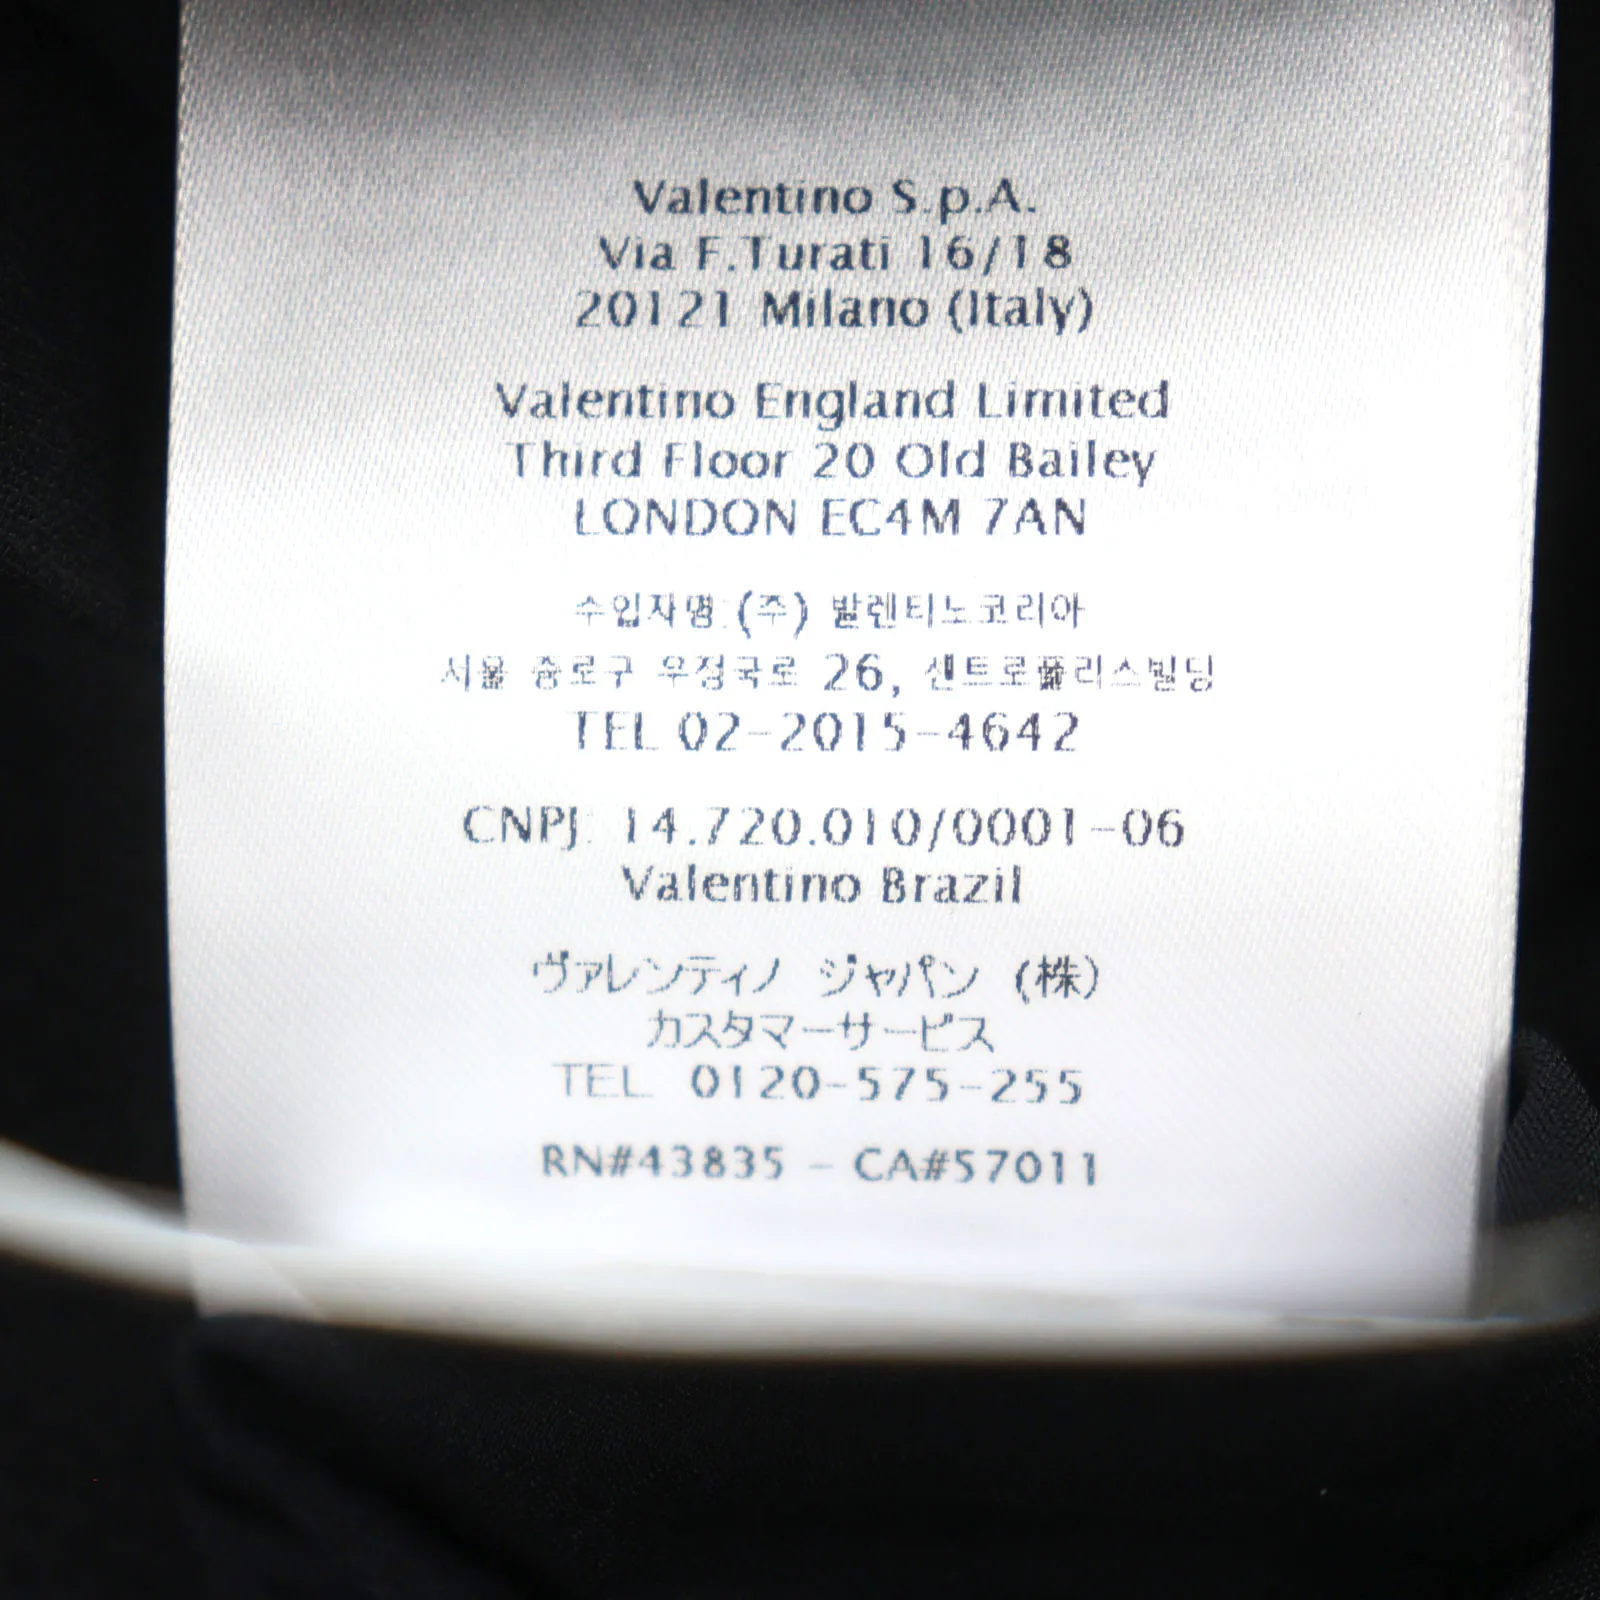 Valentino S.p.A.
Via F.Turati 16/18
20121 Milano (Italy)
Valentino England Limited
Third Floor 20 Old Bailey
LONDON EC4M 7AN
수입자명:(주) 발렌티노코리아
서울 종로구 우정국로 26, 센트로폴리스빌딩
TEL 02-2015-4642
CNPJ: 14.720.010/0001-06
Valentino Brazil
ヴァレンティノ ジャパン (株)
カスタマーサービス
TEL 0120-575-255
RN#43835 - CA#57011